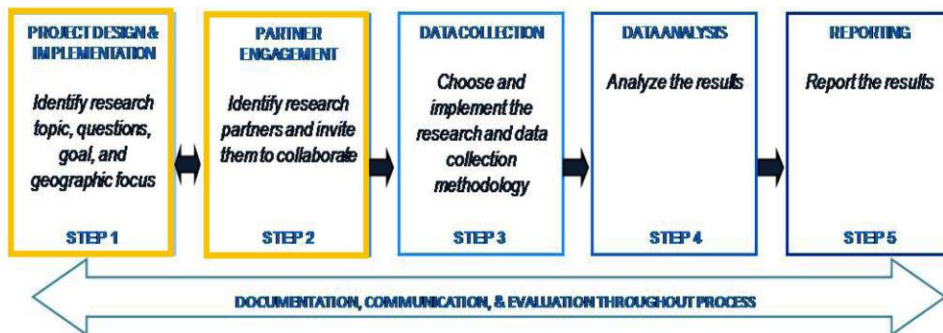 PROJECT DESIGN &
IMPLEMENTATION
Identify research
topic, questions,
goal, and
geographic focus
STEP 1
PARTNER
ENGAGEMENT
Identify research
partners and invite
them to collaborate
STEP 2
DATA COLLECTION
Choose and
implement the
research and data
collection
methodology
STEP 3
DATA ANALYSIS
Analyze the results
STEP 4
REPORTING
Report the results
STEP 5
DOCUMENTATION, COMMUNICATION, & EVALUATION THROUGHOUT PROCESS